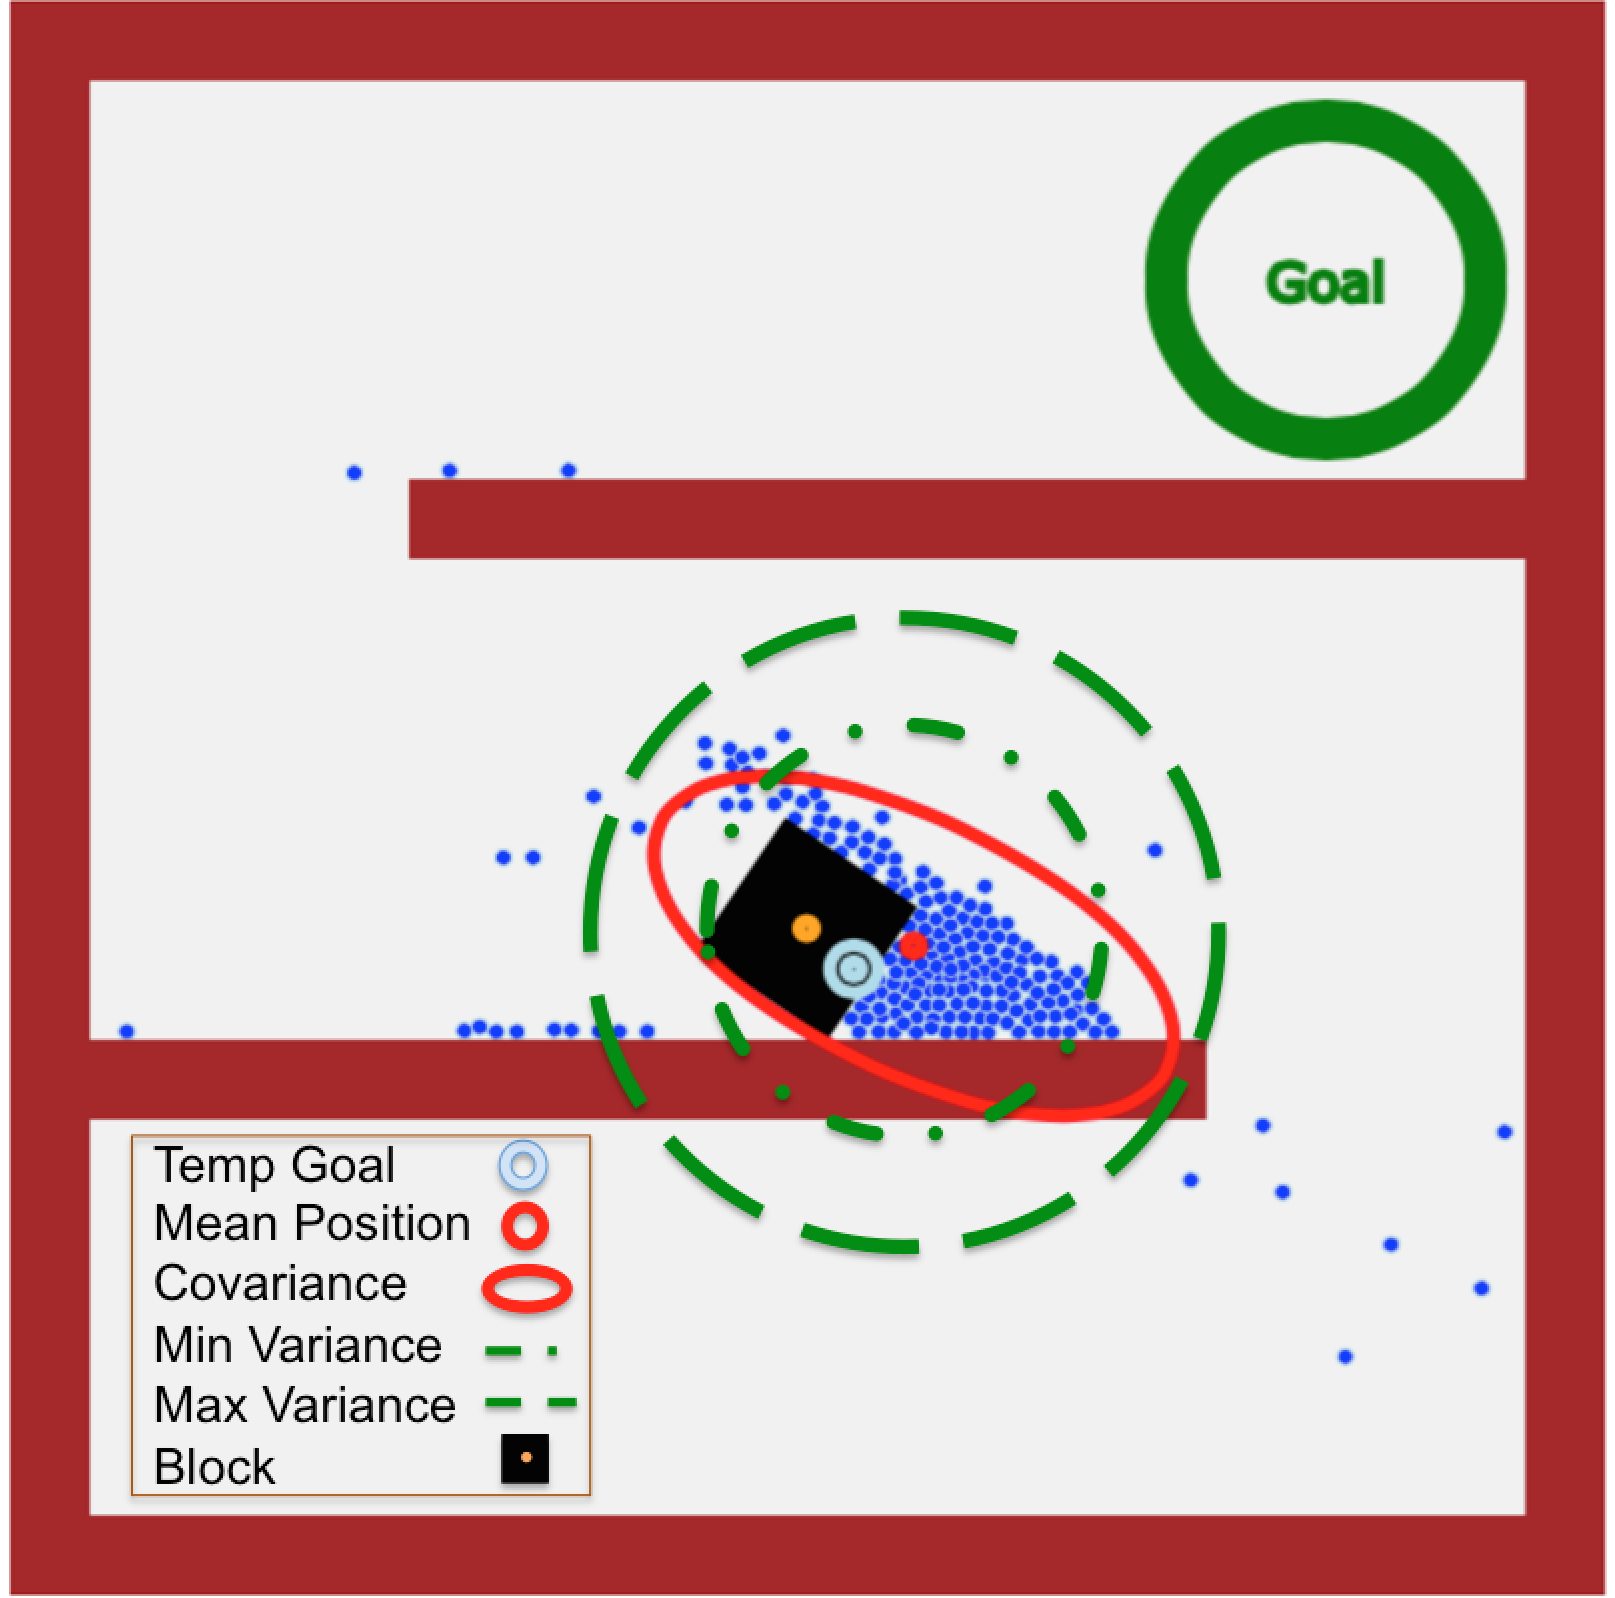 Goal
Temp Goal
Mean Position
Covariance
Min Variance
Max Variance
Block